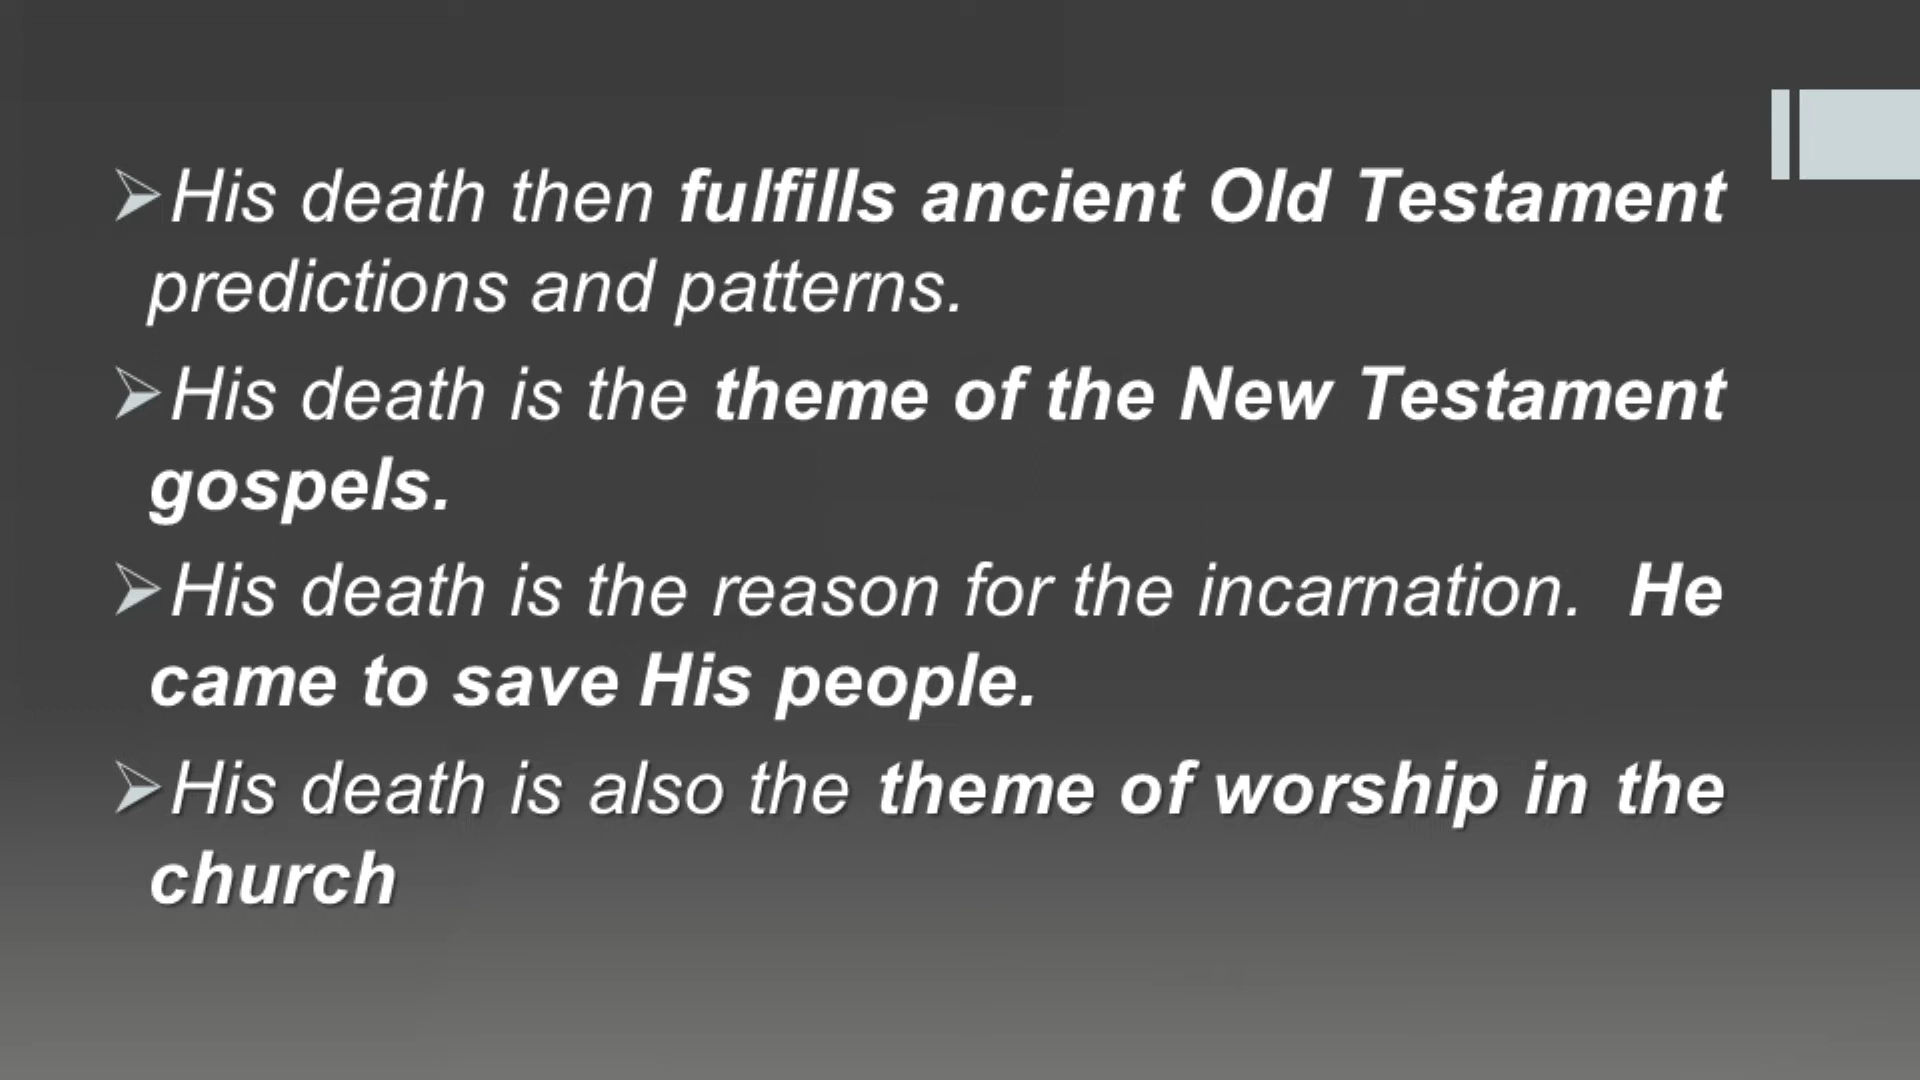 ➢His death then fulfills ancient Old Testament
predictions and patterns.
➢His death is the theme of the New Testament
gospels.
➢His death is the reason for the incarnation. He
came to save His people.
➢His death is also the theme of worship in the
church